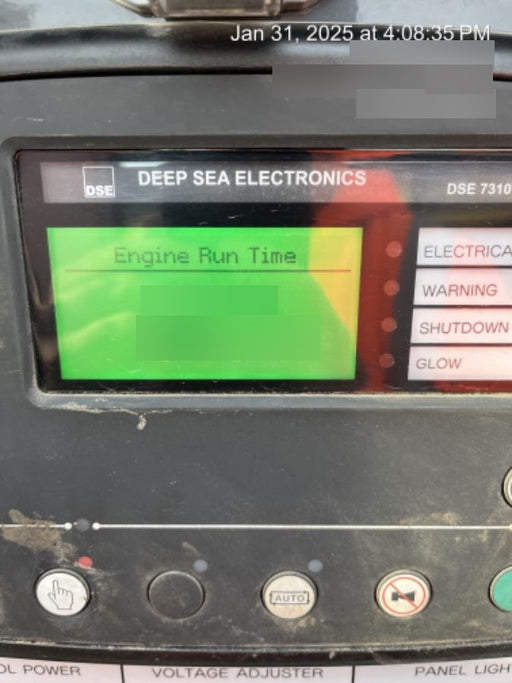 Jan 31, 2025 at 4:08:35 PM
DSE
DEEP SEA ELECTRONICS
DSE 7310
Engine Run Time
ELECTRICA
WARNING
SHUTDOWN
GLOW
AUTO
OL POWER
VOLTAGE ADJUSTER
PANEL LIGH